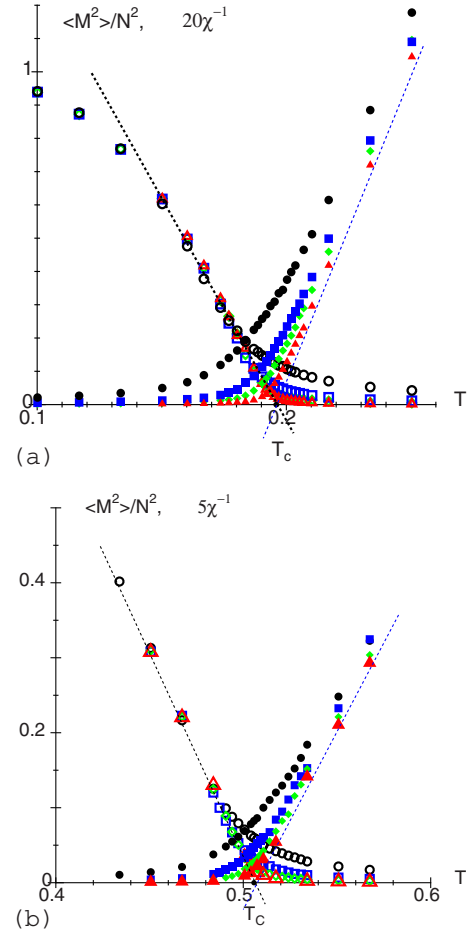 <M²>/N², 20χ⁻¹
1
0
0.1 0.2 T
T_c
(a)
<M²>/N², 5χ⁻¹
0.4
0.2
0
0.4 0.5 0.6 T
T_C
(b)